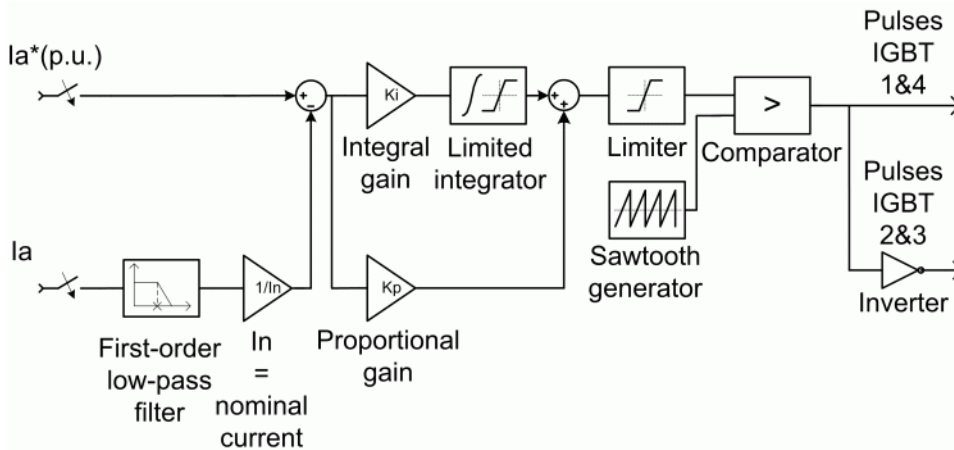 Ia*(p.u.)
Ki
Integral
gain
Limited
integrator
Limiter
>
Comparator
Pulses
IGBT
1&4
Sawtooth
generator
Pulses
IGBT
2&3
Inverter
Ia
First-order
low-pass
filter
1/In
In
=
nominal
current
Kp
Proportional
gain